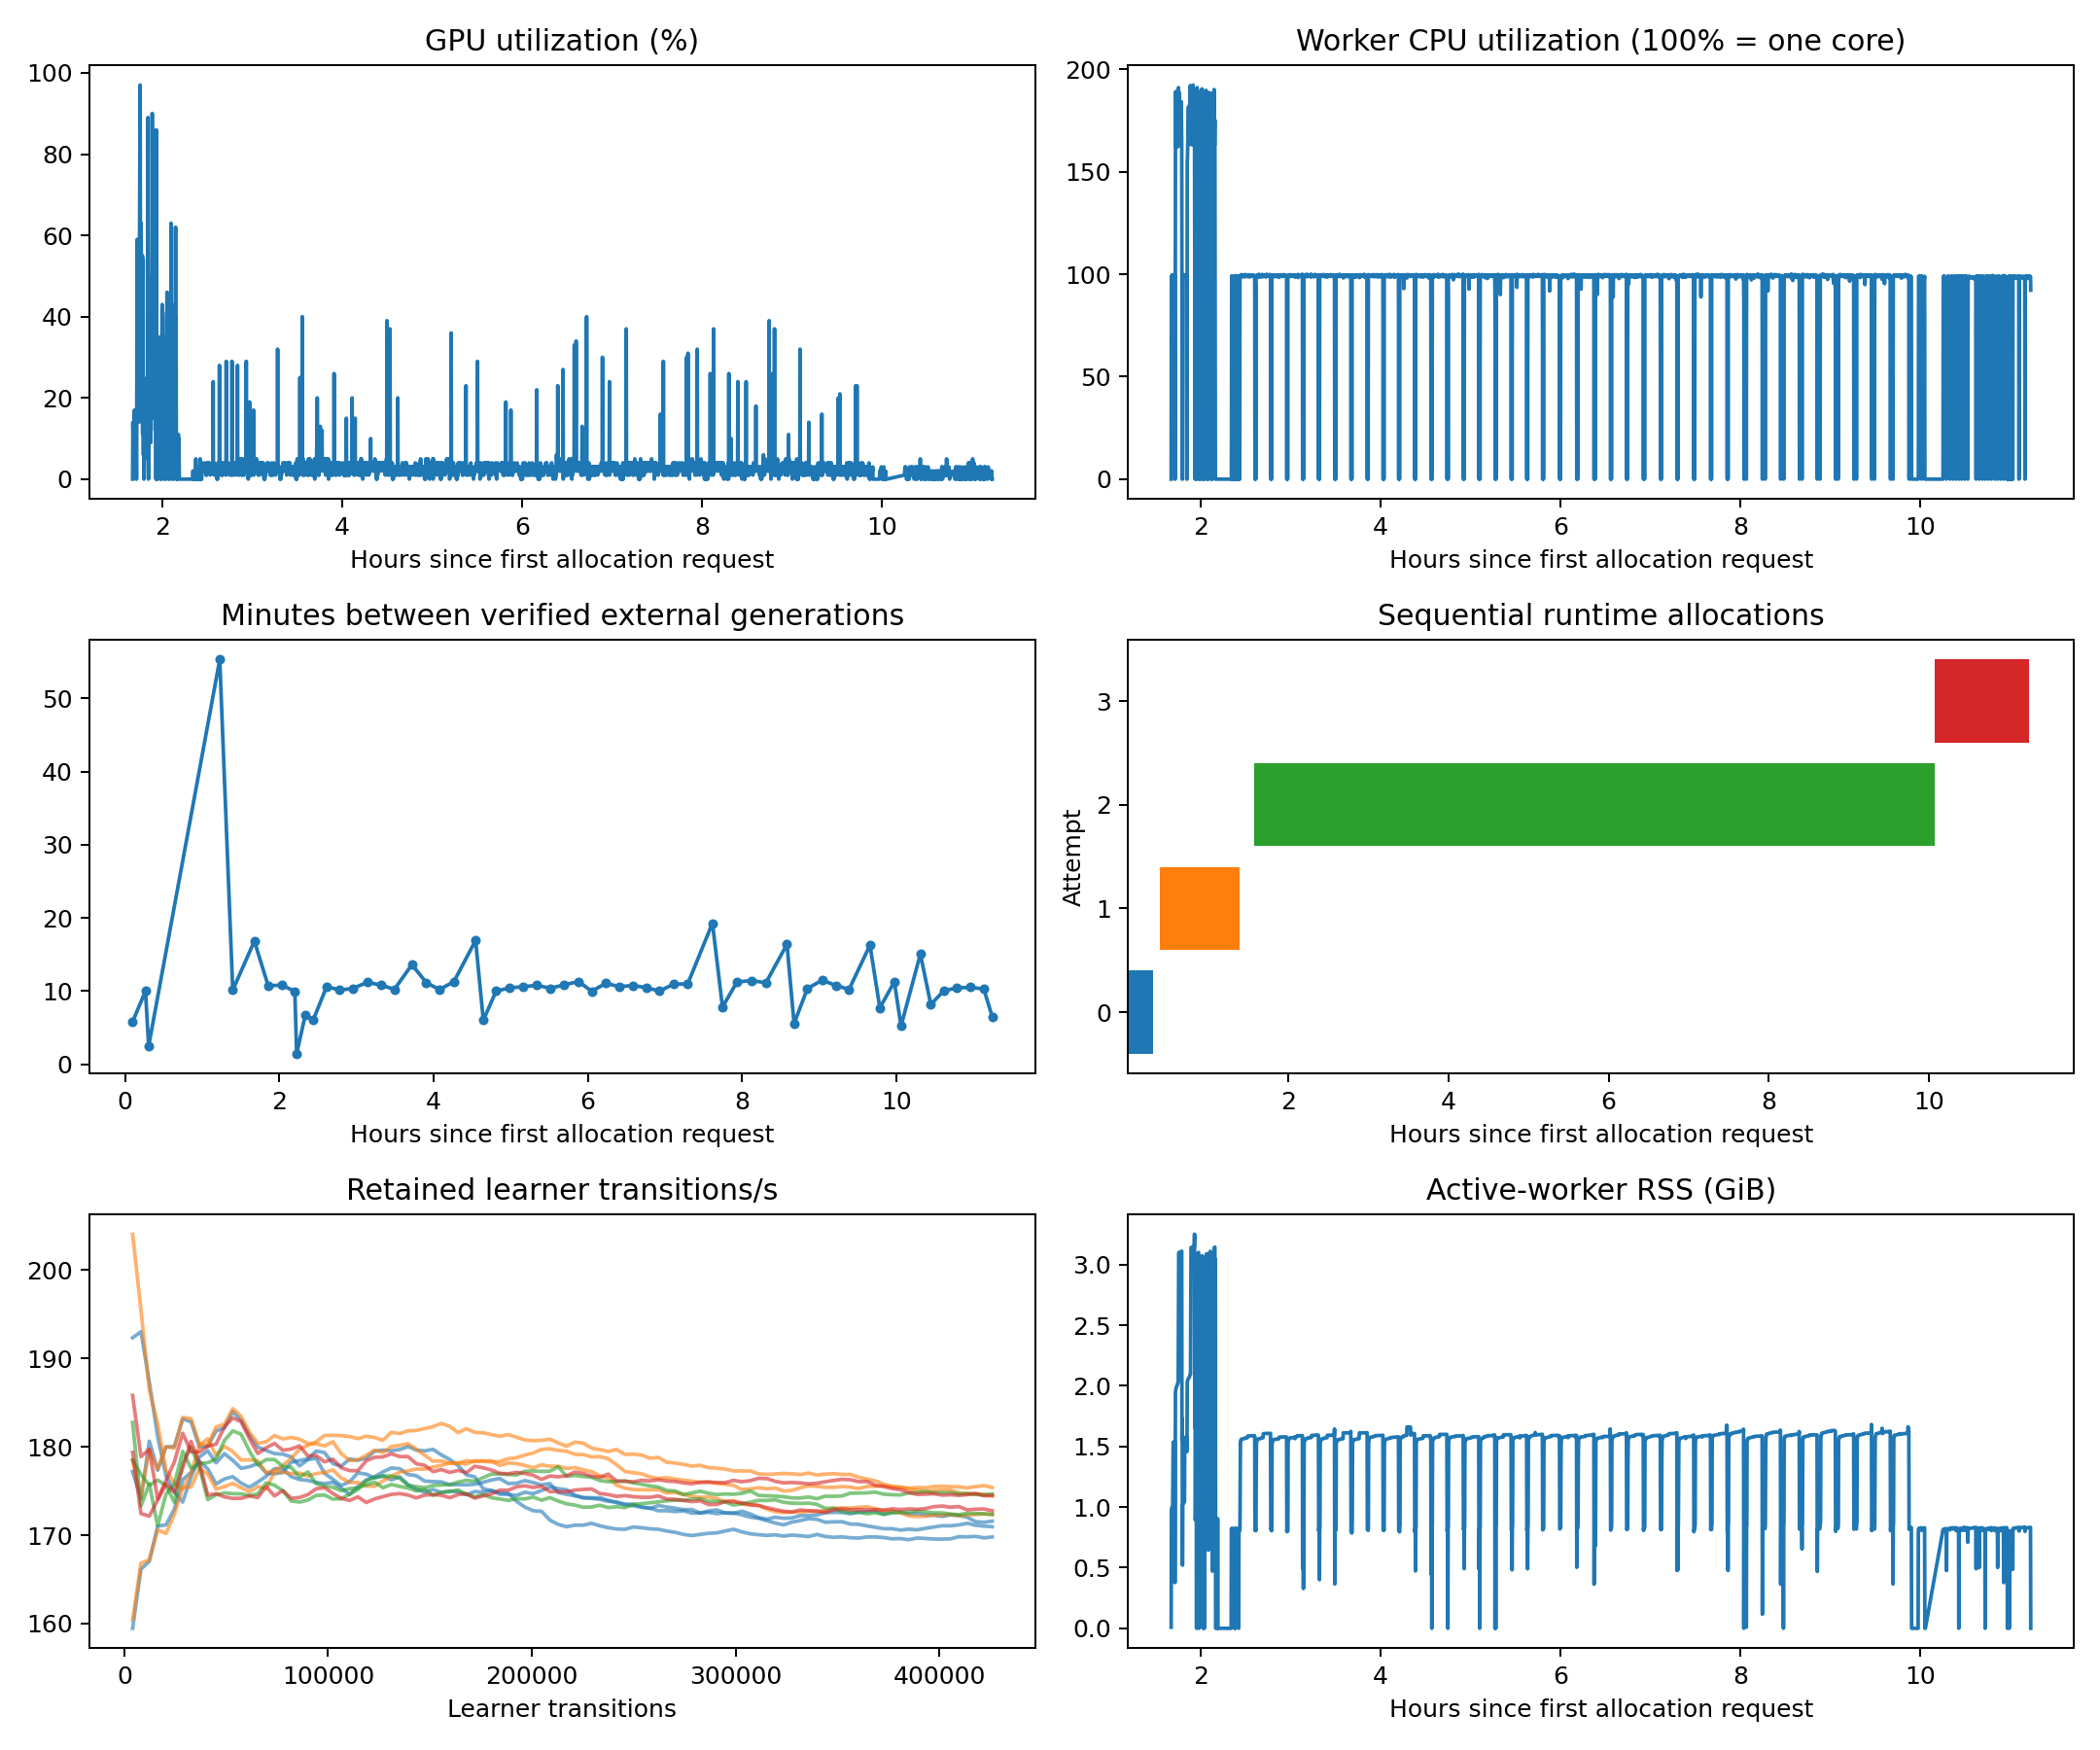 GPU utilization (%)
100
80
60
40
20
0
2 4 6 8 10
Hours since first allocation request
Worker CPU utilization (100% = one core)
200
150
100
50
0
2 4 6 8 10
Hours since first allocation request
Minutes between verified external generations
50
40
30
20
10
0
0 2 4 6 8 10
Hours since first allocation request
Sequential runtime allocations
Attempt
3
2
1
0
2 4 6 8 10
Hours since first allocation request
Retained learner transitions/s
200
190
180
170
160
0 100000 200000 300000 400000
Learner transitions
Active-worker RSS (GiB)
3.0
2.5
2.0
1.5
1.0
0.5
0.0
2 4 6 8 10
Hours since first allocation request